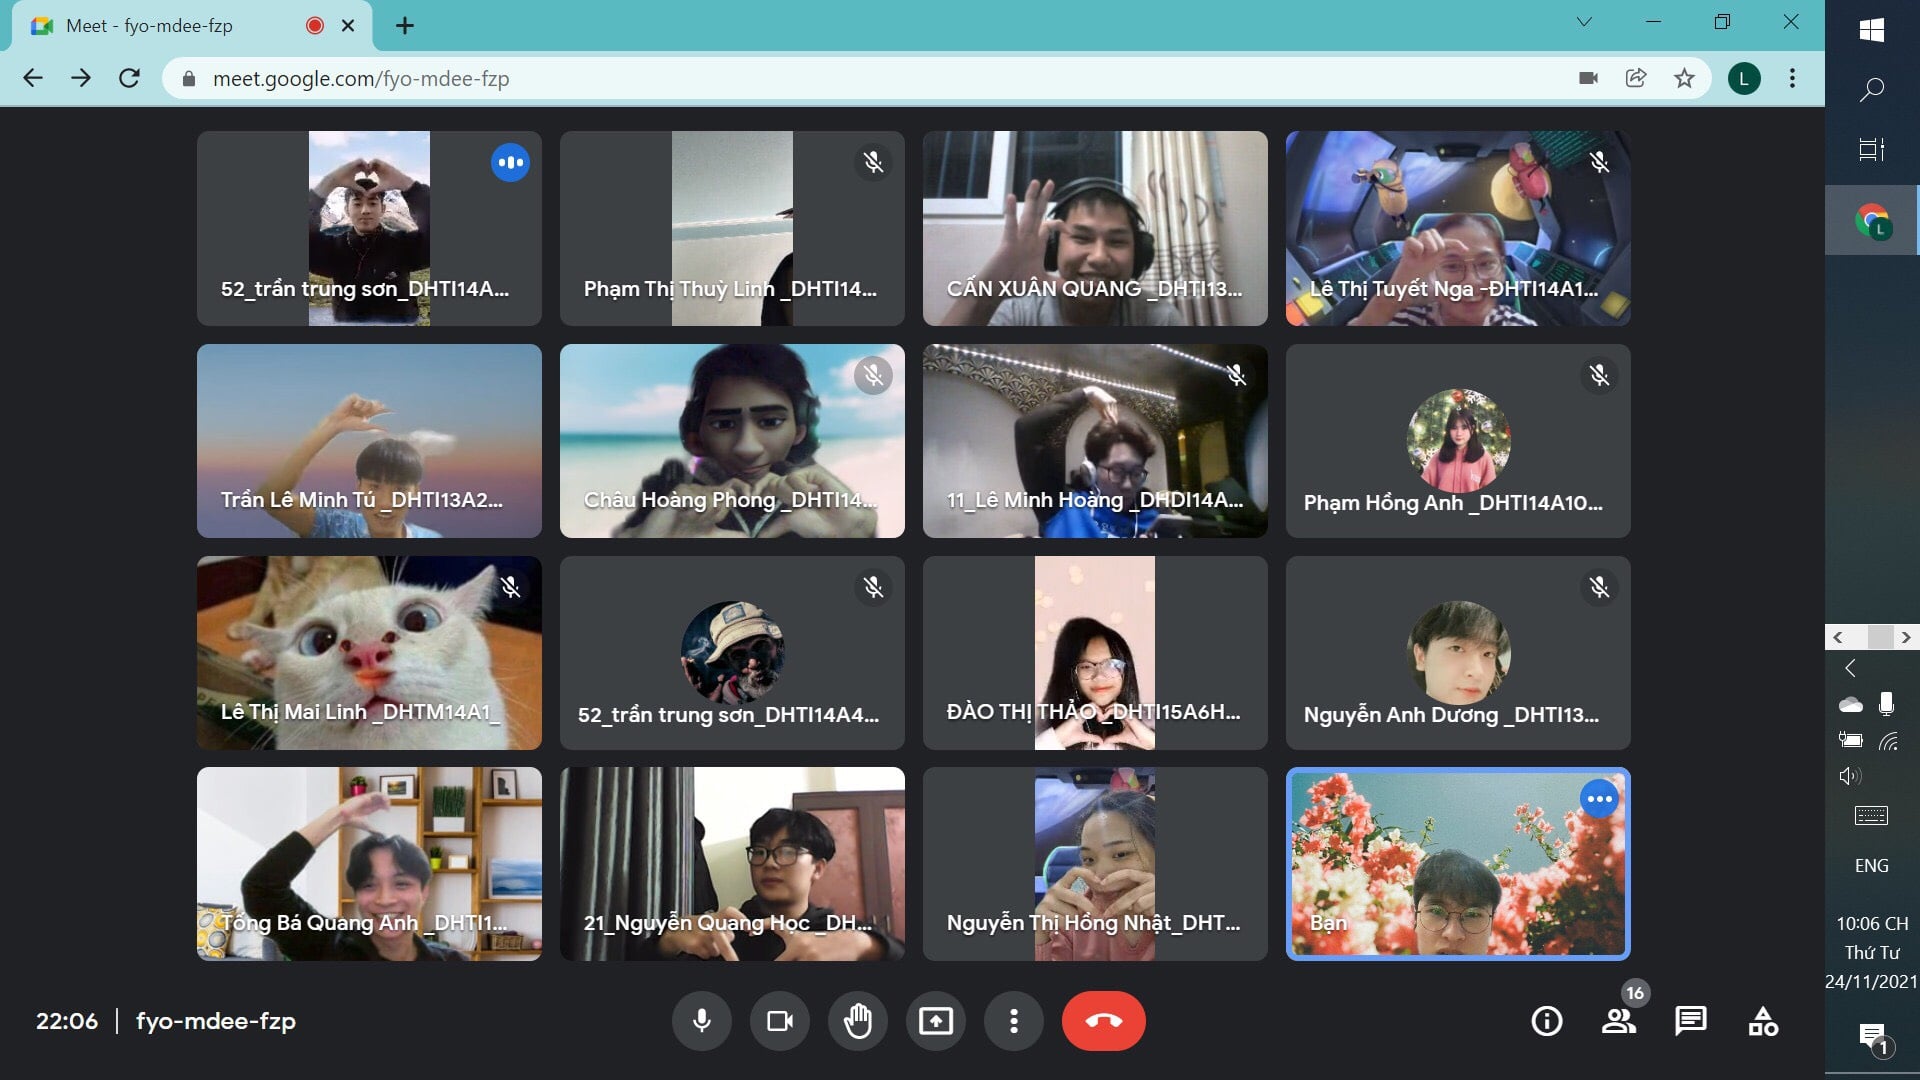 Meet - fyo-mdee-fzp
meet.google.com/fyo-mdee-fzp
L
L
52_trần trung sơn_DHTI14A...
Phạm Thị Thuỳ Linh _DHTI14...
CẤN XUÂN QUANG _DHTI13...
Lê Thị Tuyết Nga -ĐHTI14A1...
Trần Lê Minh Tú _DHTI13A2...
Châu Hoàng Phong _DHTI14...
11_Lê Minh Hoàng _DHDI14A...
Phạm Hồng Anh _DHTI14A10...
Lê Thị Mai Linh _DHTM14A1_
52_trần trung sơn_DHTI14A4...
ĐÀO THỊ THẢO _DHTI15A6H...
Nguyễn Anh Dương _DHTI13...
Tống Bá Quang Anh _DHTI1...
21_Nguyễn Quang Học _DH...
Nguyễn Thị Hồng Nhật_DHT...
Bạn
ENG
10:06 CH
Thứ Tư
24/11/2021
22:06 | fyo-mdee-fzp
16
1